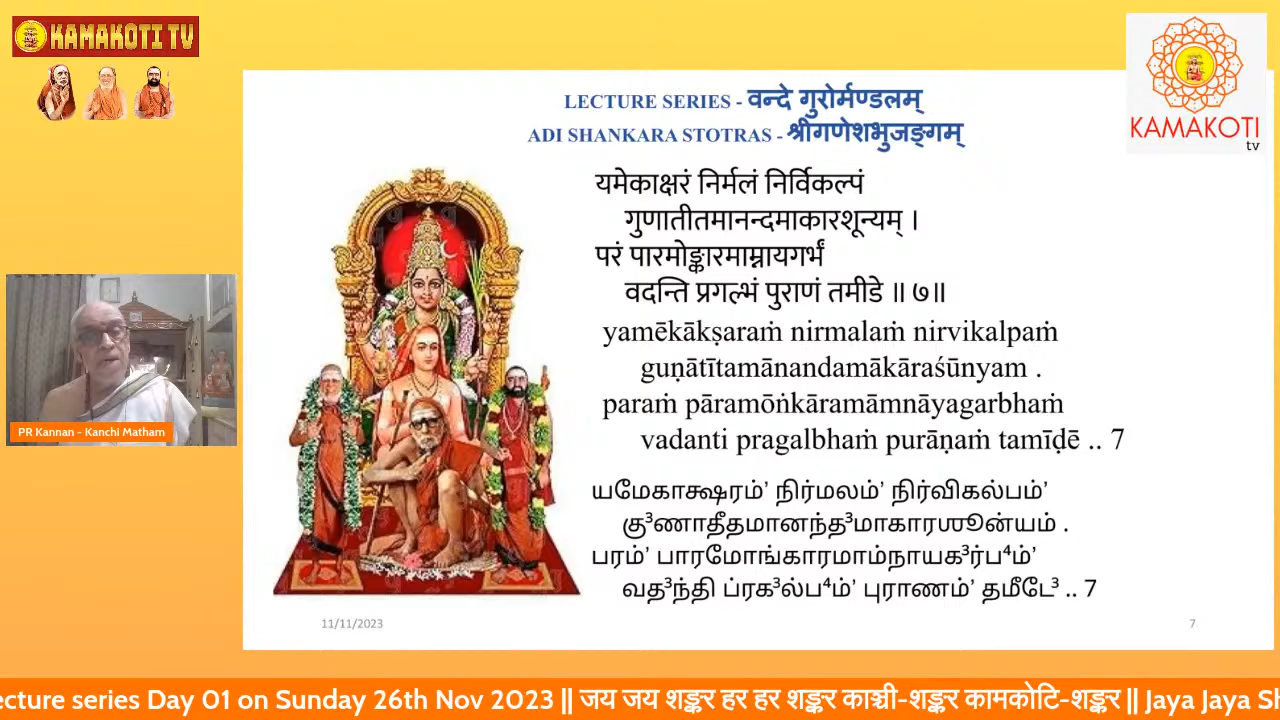 KAMAKOTI TV
KAMAKOTI
tv
LECTURE SERIES - वन्दे गुरोर्मण्डलम्
ADI SHANKARA STOTRAS - श्रीगणेशभुजङ्गम्
यमेकाक्षरं निर्मलं निर्विकल्पं
गुणातीतमानन्दमाकारशून्यम् ।
परं पारमोङ्कारमाम्नायगर्भं
वदन्ति प्रगल्भं पुराणं तमीडे ॥ ७॥
yamēkākṣaraṁ nirmalaṁ nirvikalpaṁ
guṇātītamānandamākāraśūnyam .
paraṁ pāramōṅkāramāmnāyagarbhaṁ
vadanti pragalbhaṁ purāṇaṁ tamīḍē .. 7
யமேகாக்ஷரம்ʼ நிர்மலம்ʼ நிர்விகல்பம்ʼ
கு³ணாதீதமானந்த³மாகாரஶூன்யம் .
பரம்ʼ பாரமோங்காரமாம்நாயக³ர்ப⁴ம்ʼ
வத³ந்தி ப்ரக³ல்ப⁴ம்ʼ புராணம்ʼ தமீடே³ .. 7
PR Kannan - Kanchi Matham
11/11/2023
7
ecture series Day 01 on Sunday 26th Nov 2023 || जय जय शङ्कर हर हर शङ्कर काञ्ची-शङ्कर कामकोटि-शङ्कर || Jaya Jaya Sh